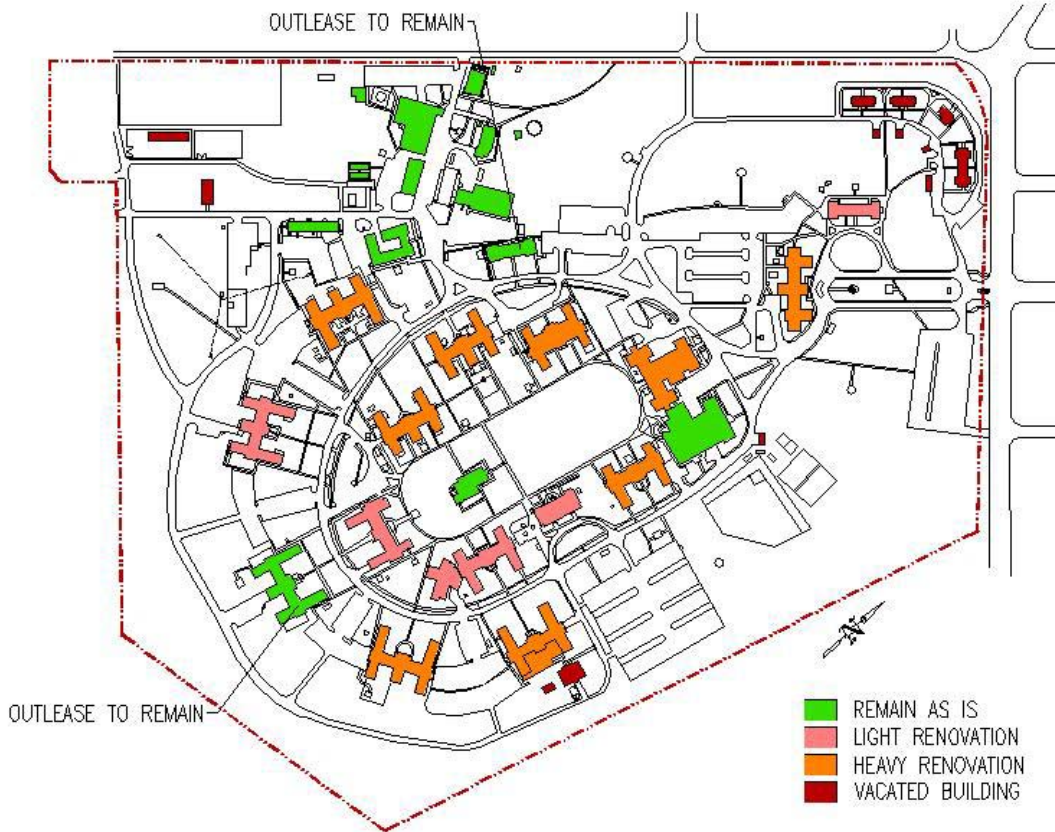 OUTLEASE TO REMAIN
OUTLEASE TO REMAIN
N
REMAIN AS IS
LIGHT RENOVATION
HEAVY RENOVATION
VACATED BUILDING